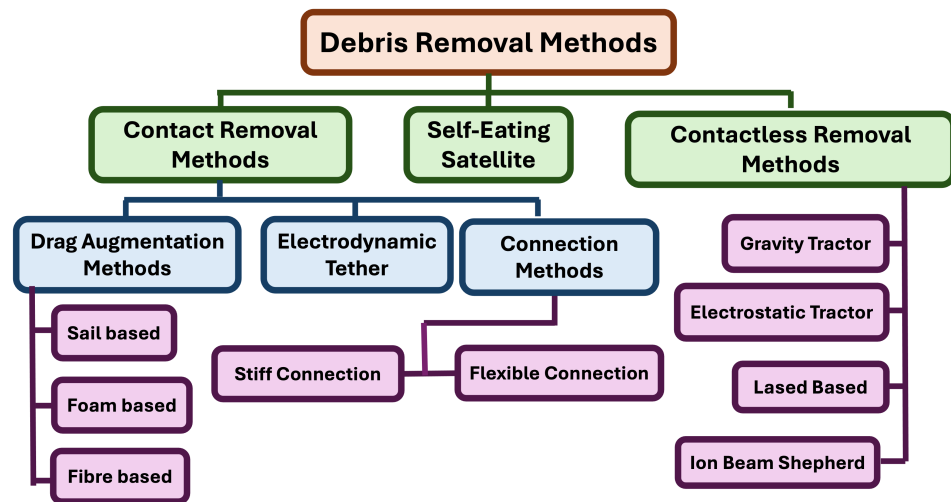 Debris Removal Methods
Contact Removal
Methods
Self-Eating
Satellite
Contactless Removal
Methods
Drag Augmentation
Methods
Electrodynamic
Tether
Connection
Methods
Gravity Tractor
Electrostatic Tractor
Lased Based
Ion Beam Shepherd
Sail based
Foam based
Fibre based
Stiff Connection
Flexible Connection